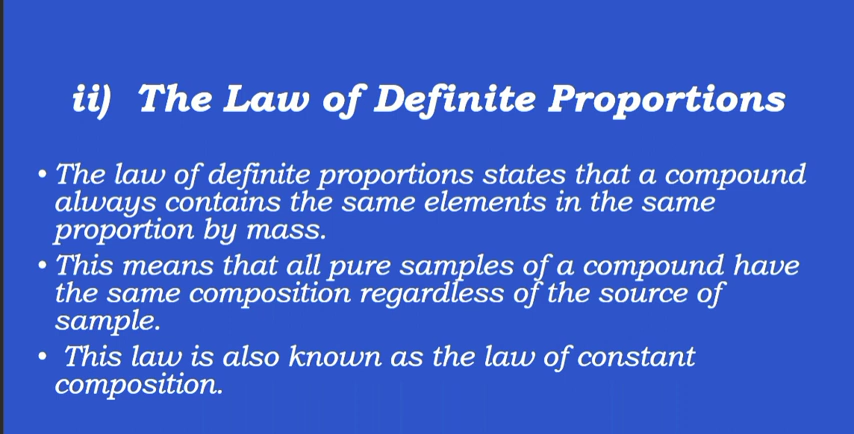 ii) The Law of Definite Proportions
• The law of definite proportions states that a compound
always contains the same elements in the same
proportion by mass.
• This means that all pure samples of a compound have
the same composition regardless of the source of
sample.
• This law is also known as the law of constant
composition.